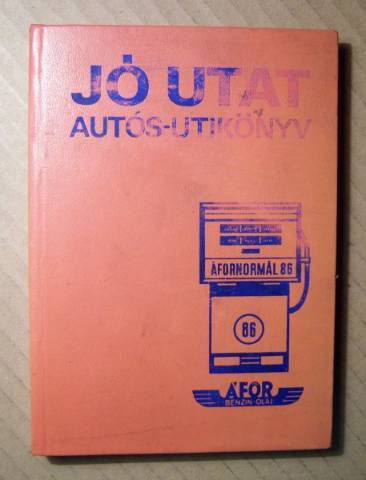 JÓ UTAT
AUTÓS-UTIKÖNYV
ÁFORNORMÁL 86
86
ÁFOR
BENZIN-OLAJ